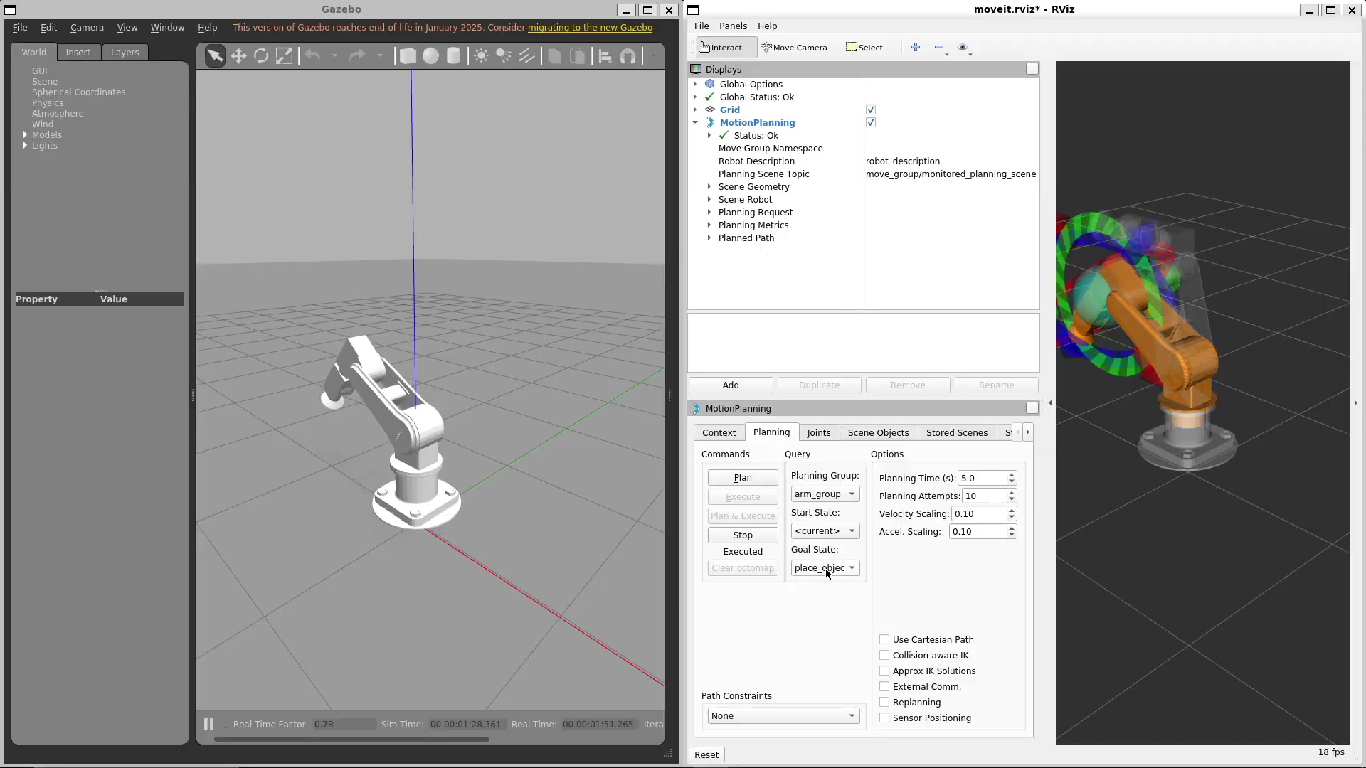 Gazebo
File Edit Camera View Window Help
This version of Gazebo reaches end of life in January 2025. Consider migrating to the new Gazebo
World Insert Layers
GUI
Scene
Spherical Coordinates
Physics
Atmosphere
Wind
Models
Lights
Property Value
Real Time Factor: 0.79 Sim Time: 00 00:01:28.361 Real Time: 00 00:01:51.265 Itera
moveit.rviz* - RViz
File Panels Help
Interact Move Camera Select
Displays
Global Options
Global Status: Ok
Grid
MotionPlanning
Status: Ok
Move Group Namespace
Robot Description robot_description
Planning Scene Topic move_group/monitored_planning_scene
Scene Geometry
Scene Robot
Planning Request
Planning Metrics
Planned Path
Add Duplicate Remove Rename
MotionPlanning
Context Planning Joints Scene Objects Stored Scenes
Commands Query Options
Plan
Execute
Plan & Execute
Stop
Executed
Clear octomap
Planning Group:
arm_group
Start State:
<current>
Goal State:
place_objec
Planning Time (s): 5.0
Planning Attempts: 10
Velocity Scaling: 0.10
Accel. Scaling: 0.10
Use Cartesian Path
Collision-aware IK
Approx IK Solutions
External Comm.
Replanning
Sensor Positioning
Path Constraints
None
Reset
18 fps